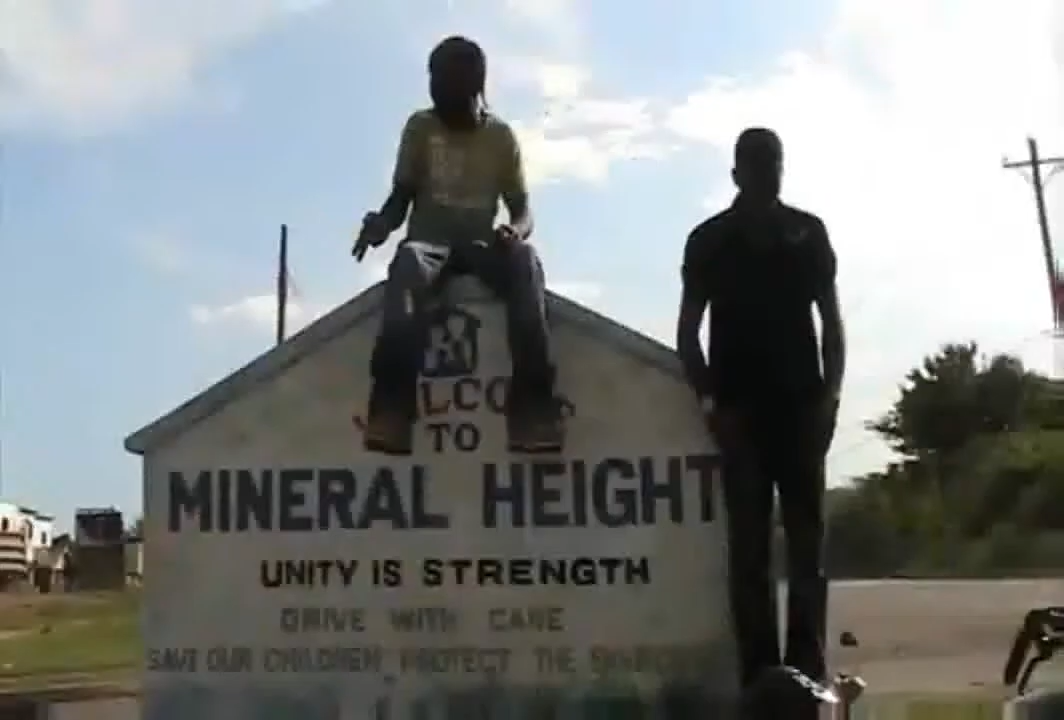 TO
MINERAL HEIGHT
UNITY IS STRENGTH
DRIVE WITH CARE
SAVE OUR CHILDREN, PROTECT THE